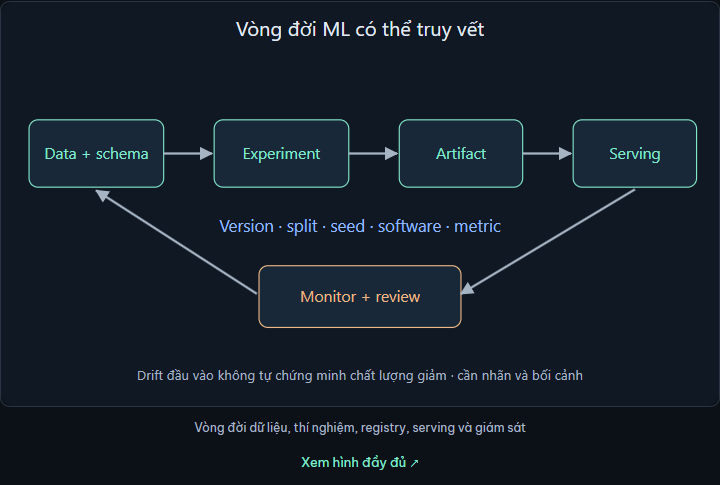 Vòng đời ML có thể truy vết
Data + schema
Experiment
Artifact
Serving
Version · split · seed · software · metric
Monitor + review
Drift đầu vào không tự chứng minh chất lượng giảm · cần nhãn và bối cảnh
Vòng đời dữ liệu, thí nghiệm, registry, serving và giám sát
Xem hình đầy đủ ↗